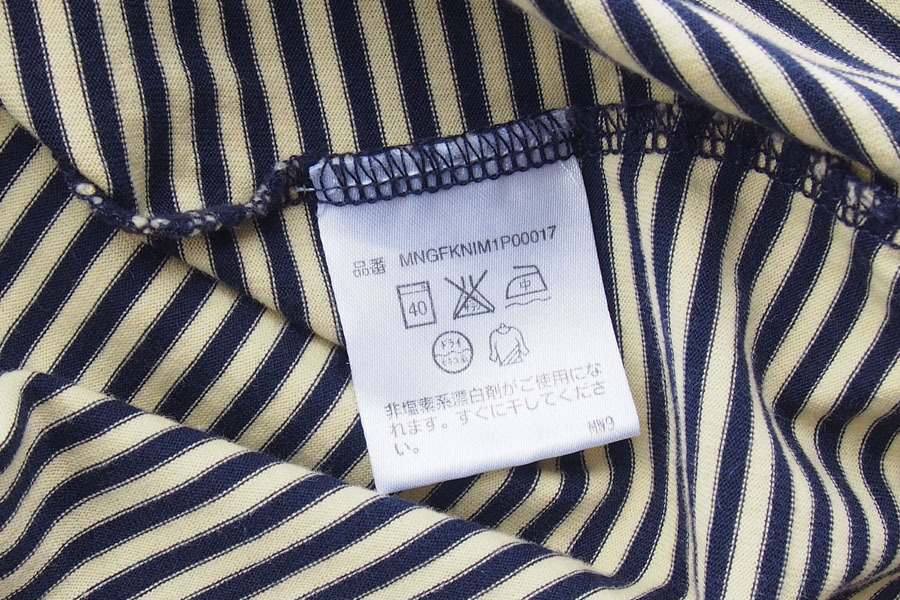 品番 MNGFKNIM1P00017
40 中
ドライ
非塩素系漂白剤がご使用にな
れます。すぐに干してくださ
い。
MW9